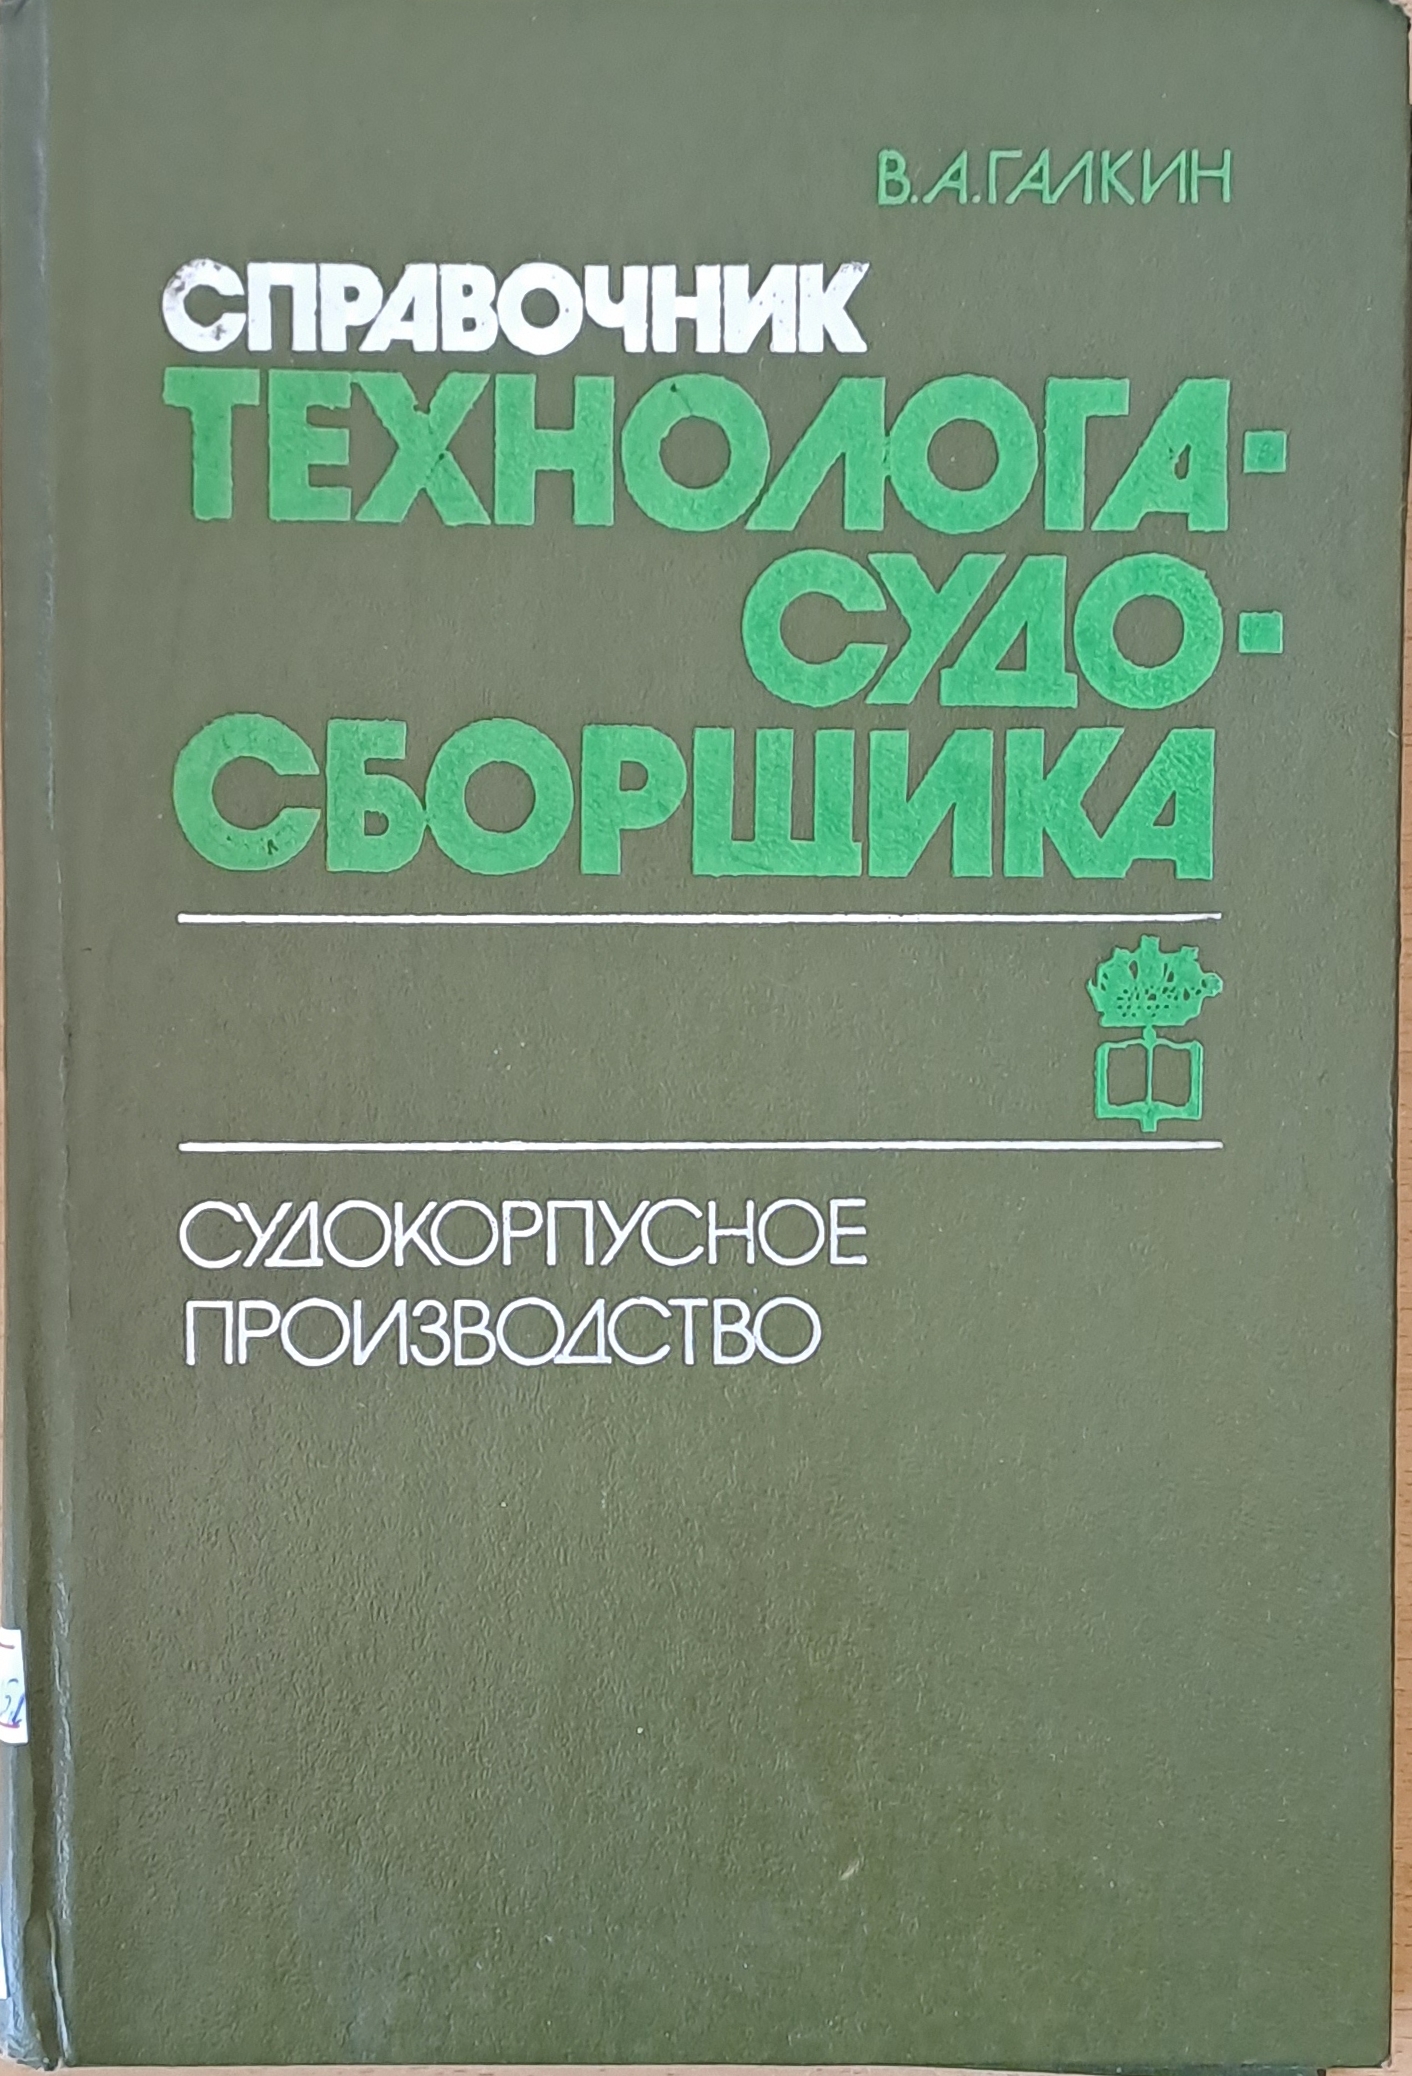 В.А.ГАЛКИН
СПРАВОЧНИК
ТЕХНОЛОГА-
СУДО-
СБОРЩИКА
СУДОКОРПУСНОЕ
ПРОИЗВОДСТВО